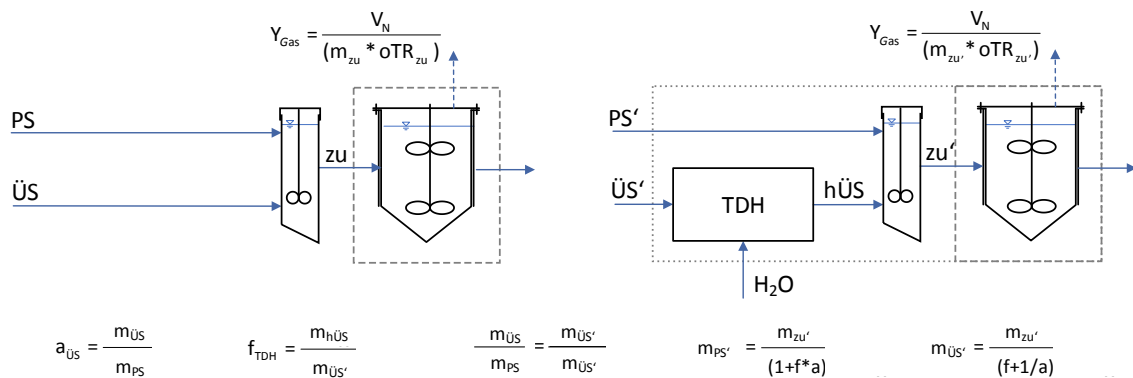 Y_Gas = V_N / (m_zu * oTR_zu)
Y_Gas = V_N / (m_zu' * oTR_zu')
PS
zu
ÜS
PS‘
zu‘
ÜS‘
TDH
hÜS
H₂O
a_ÜS = m_ÜS / m_PS
f_TDH = m_hÜS / m_ÜS‘
m_ÜS / m_PS = m_ÜS‘ / m_ÜS‘
m_PS‘ = m_zu‘ / (1+f*a)
m_ÜS‘ = m_zu‘ / (f+1/a)